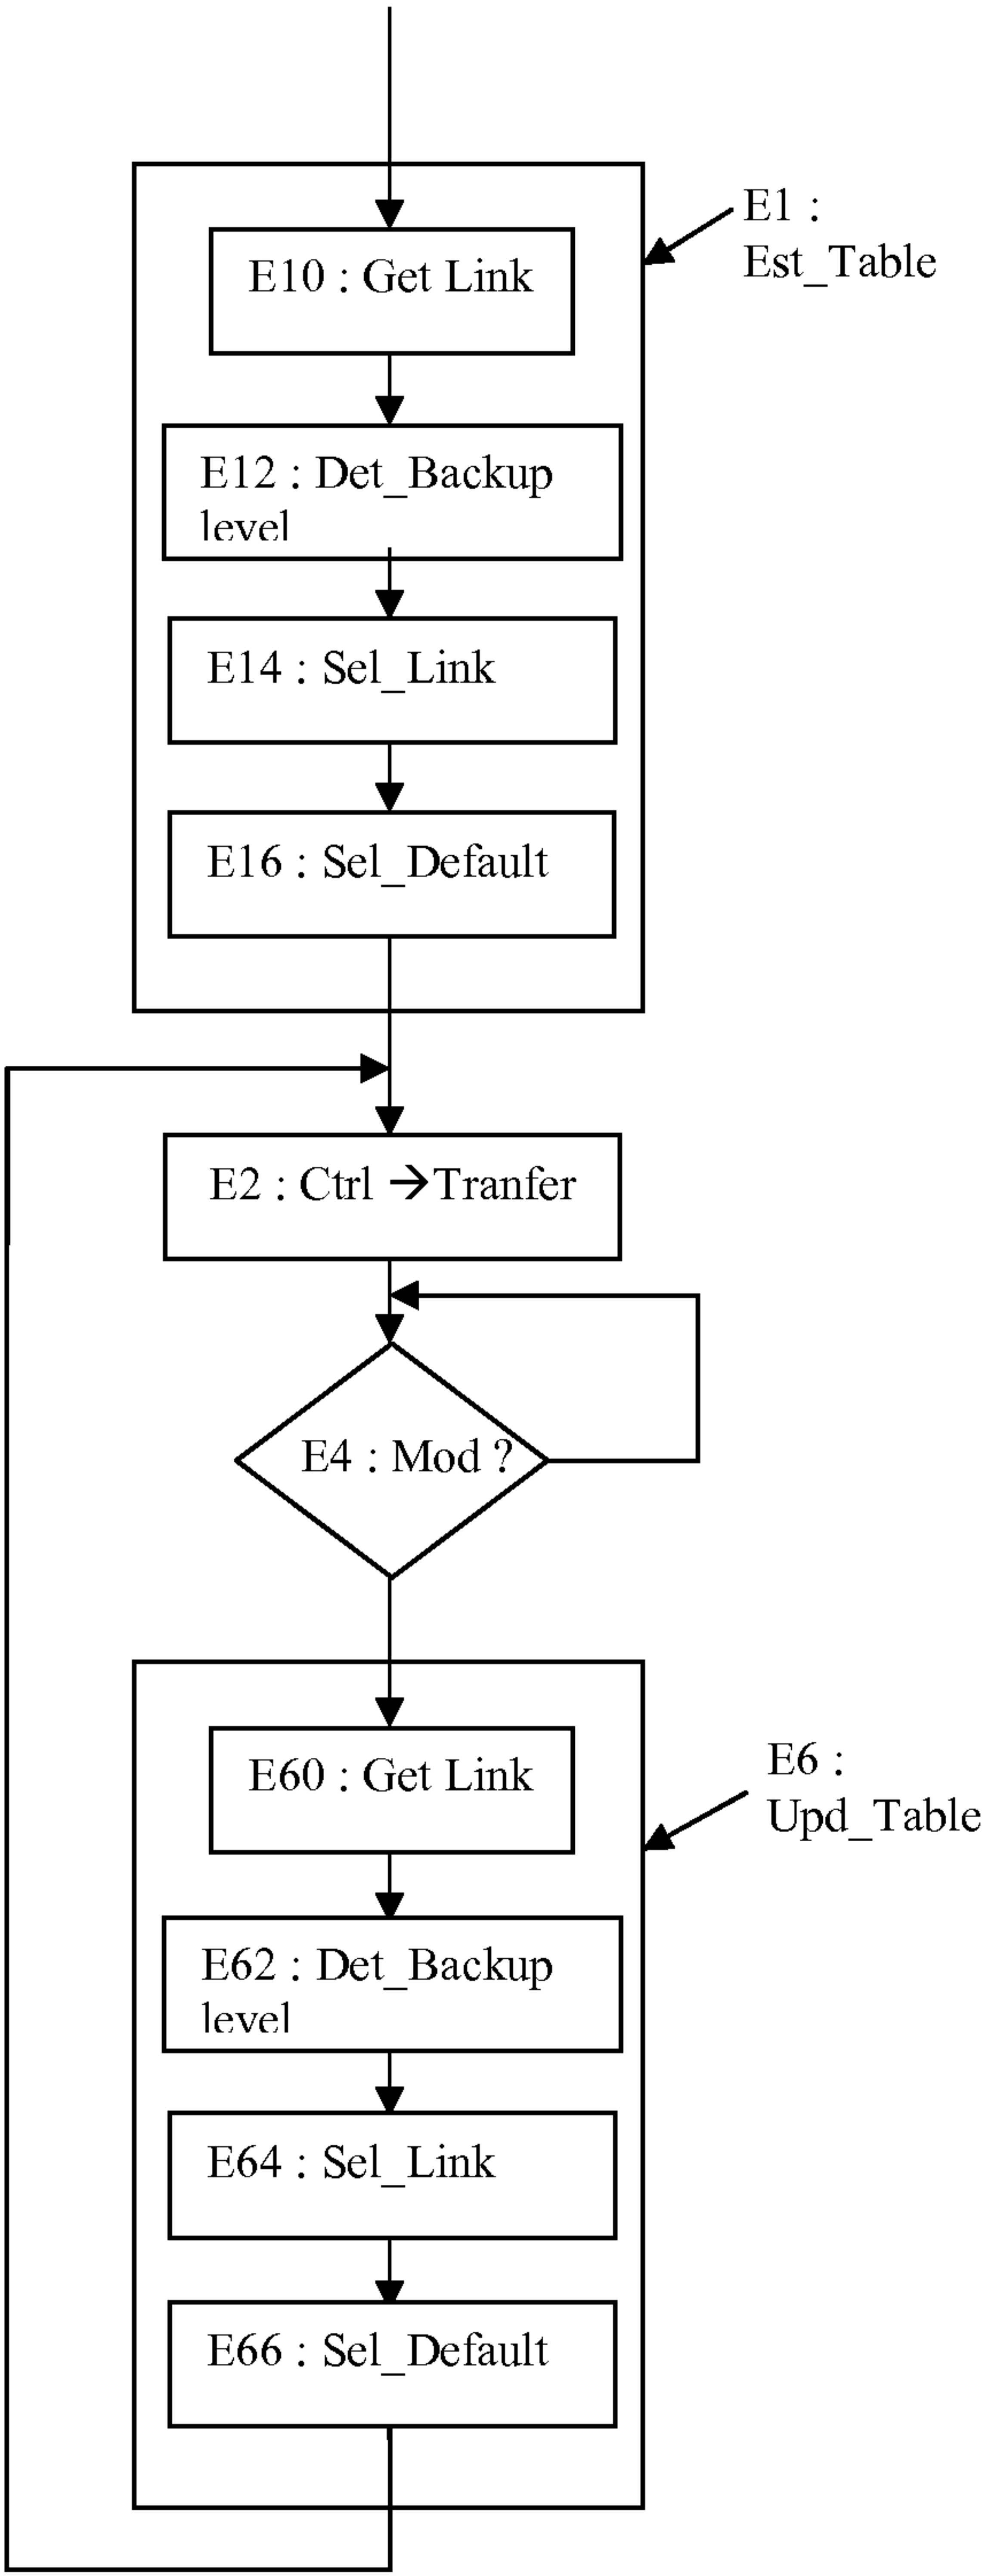 E1 :
Est_Table
E10 : Get Link
E12 : Det_Backup
level
E14 : Sel_Link
E16 : Sel_Default
E2 : Ctrl →Tranfer
E4 : Mod ?
E6 :
Upd_Table
E60 : Get Link
E62 : Det_Backup
level
E64 : Sel_Link
E66 : Sel_Default